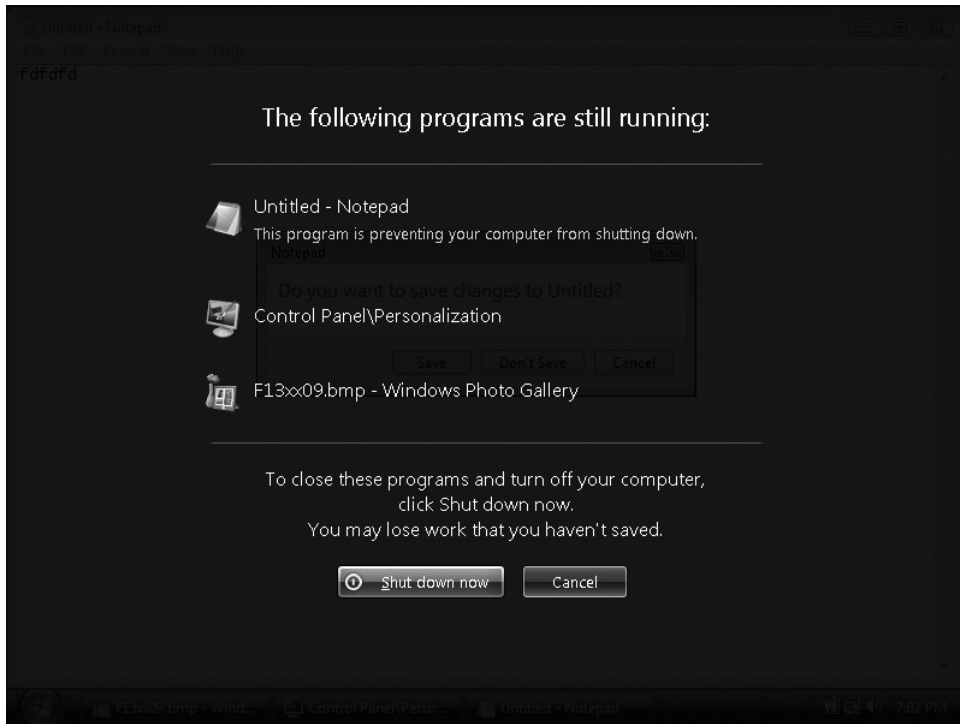 Untitled - Notepad
File Edit Format View Help
fdfdfd
The following programs are still running:
Untitled - Notepad
This program is preventing your computer from shutting down.
Notepad
Do you want to save changes to Untitled?
Control Panel\Personalization
Save Don't Save Cancel
F13xx09.bmp - Windows Photo Gallery
To close these programs and turn off your computer,
click Shut down now.
You may lose work that you haven't saved.
Shut down now Cancel
F13xx09.bmp - Wind... Control Panel\Perso... Untitled - Notepad 7:02 PM